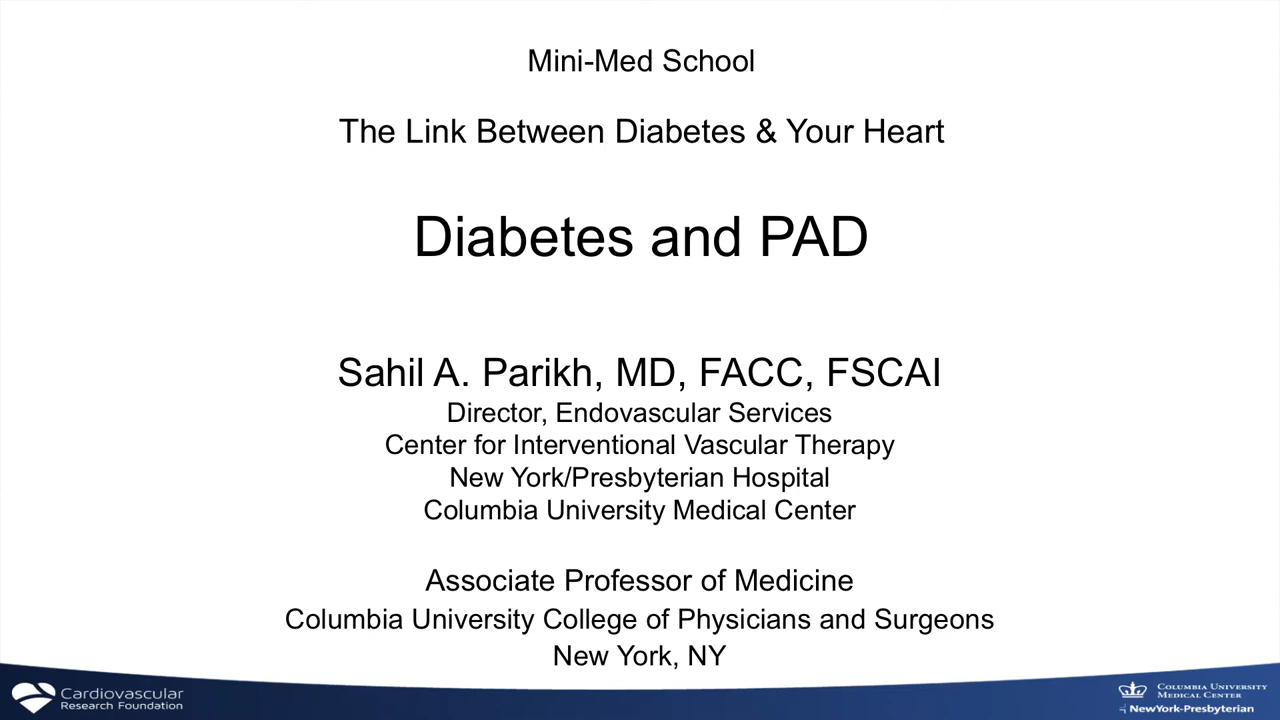 Mini-Med School
The Link Between Diabetes & Your Heart
Diabetes and PAD
Sahil A. Parikh, MD, FACC, FSCAI
Director, Endovascular Services
Center for Interventional Vascular Therapy
New York/Presbyterian Hospital
Columbia University Medical Center
Associate Professor of Medicine
Columbia University College of Physicians and Surgeons
New York, NY
Cardiovascular
Research Foundation
Columbia University
Medical Center
NewYork-Presbyterian